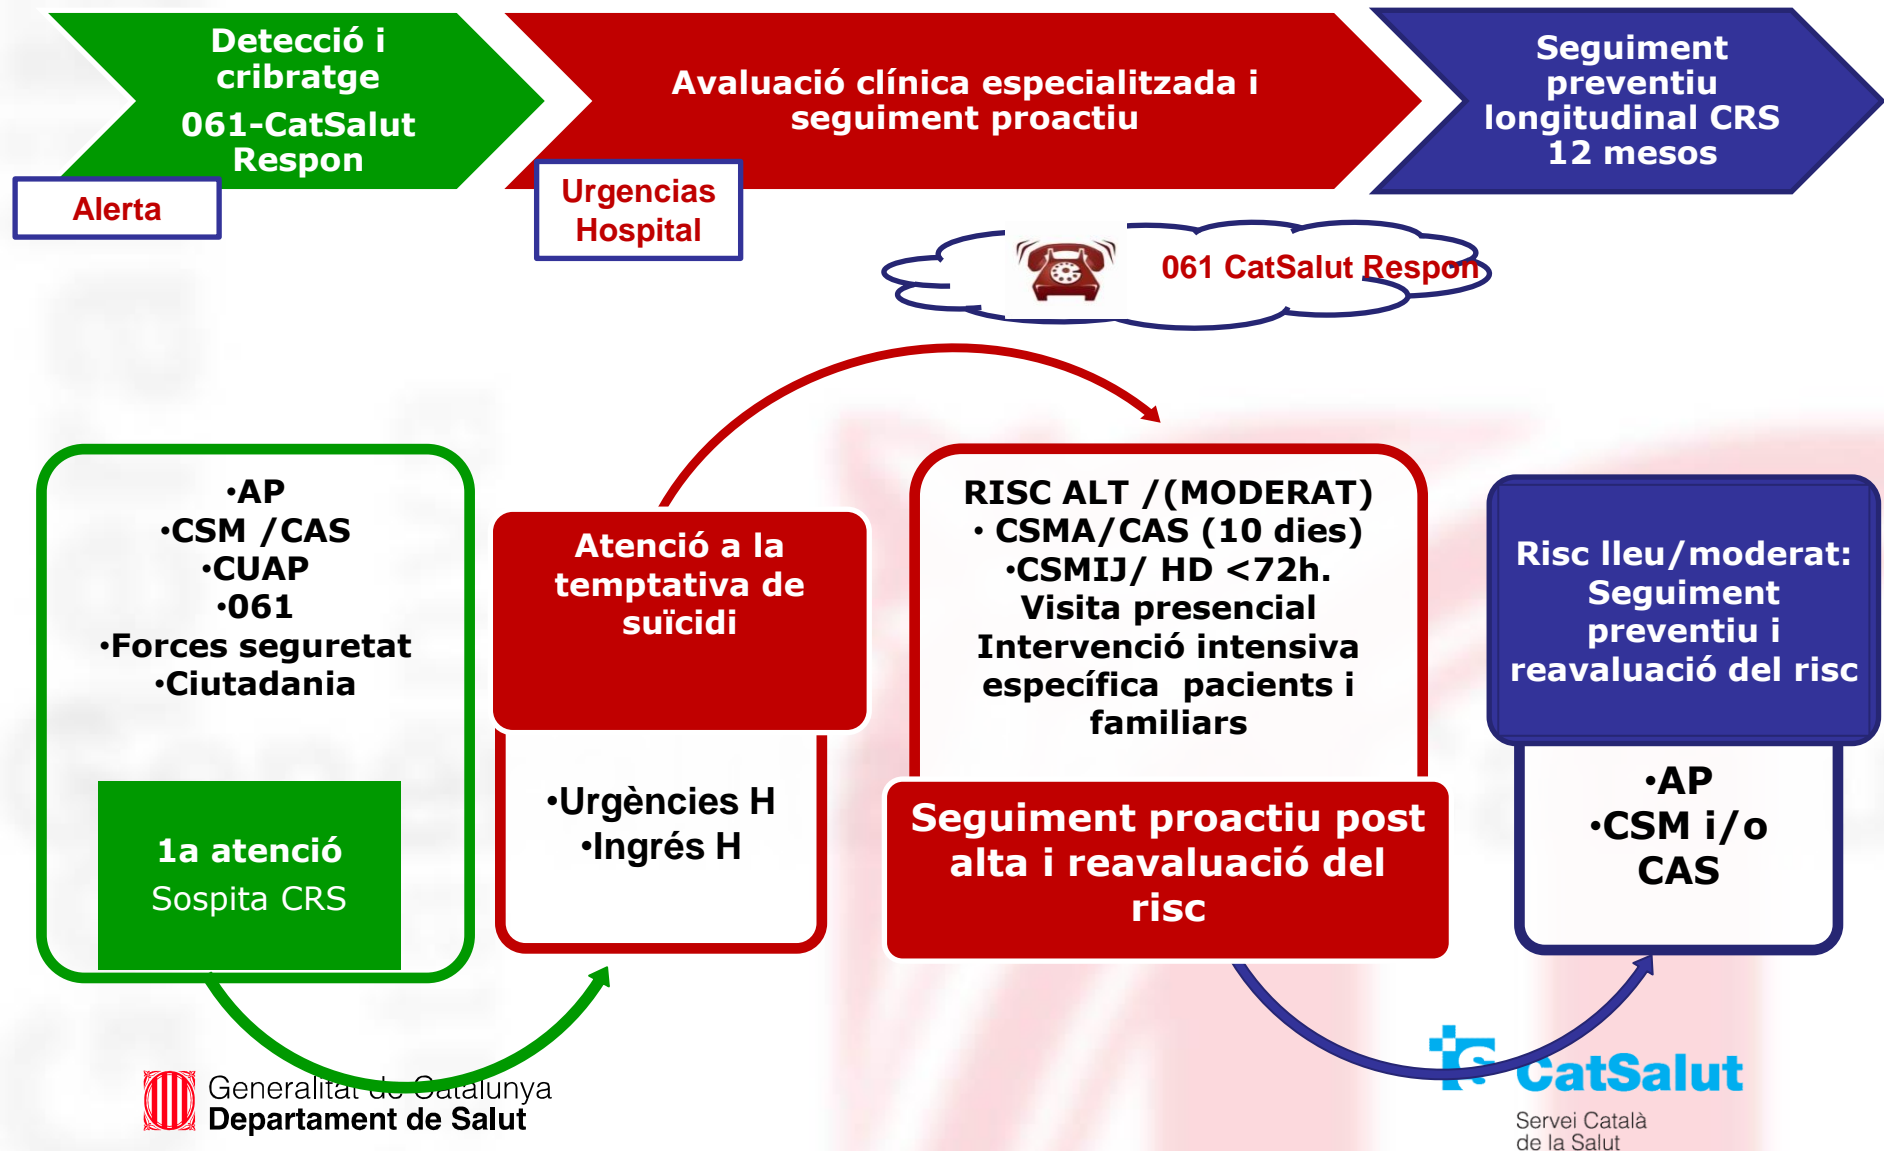 Detecció i
cribratge
061-CatSalut
Respon
Avaluació clínica especialitzada i
seguiment proactiu
Seguiment
preventiu
longitudinal CRS
12 mesos
Alerta
Urgencias
Hospital
061 CatSalut Respon
•AP
•CSM /CAS
•CUAP
•061
•Forces seguretat
•Ciutadania
1a atenció
Sospita CRS
Atenció a la
temptativa de
suïcidi
•Urgències H
•Ingrés H
RISC ALT /(MODERAT)
• CSMA/CAS (10 dies)
•CSMIJ/ HD <72h.
Visita presencial
Intervenció intensiva
específica pacients i
familiars
Seguiment proactiu post
alta i reavaluació del
risc
Risc lleu/moderat:
Seguiment
preventiu i
reavaluació del risc
•AP
•CSM i/o
CAS
Generalitat de Catalunya
Departament de Salut
CatSalut
Servei Català
de la Salut